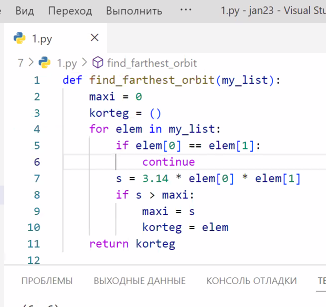 Вид Переход Выполнить ··· 1.py - jan23 - Visual Stu
1.py ×
7 > 1.py > find_farthest_orbit
1 def find_farthest_orbit(my_list):
2     maxi = 0
3     korteg = ()
4     for elem in my_list:
5         if elem[0] == elem[1]:
6             continue
7         s = 3.14 * elem[0] * elem[1]
8         if s > maxi:
9             maxi = s
10             korteg = elem
11     return korteg
12
ПРОБЛЕМЫ ВЫХОДНЫЕ ДАННЫЕ КОНСОЛЬ ОТЛАДКИ ТЕ